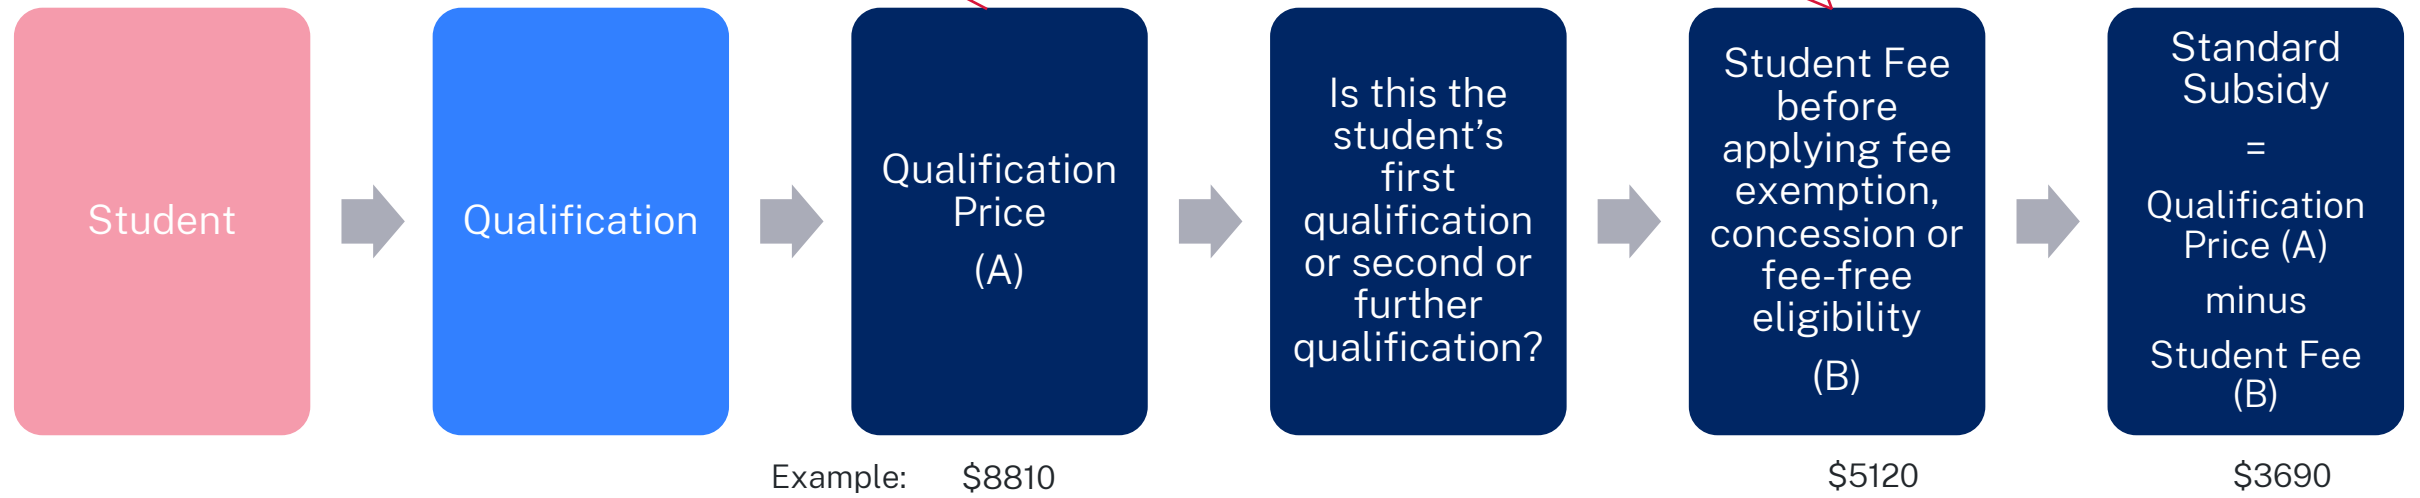 Student
Qualification
Qualification
Price
(A)
Is this the
student’s
first
qualification
or second or
further
qualification?
Student Fee
before
applying fee
exemption,
concession or
fee-free
eligibility
(B)
Standard
Subsidy
=
Qualification
Price (A)
minus
Student Fee
(B)
Example: $8810 $5120 $3690